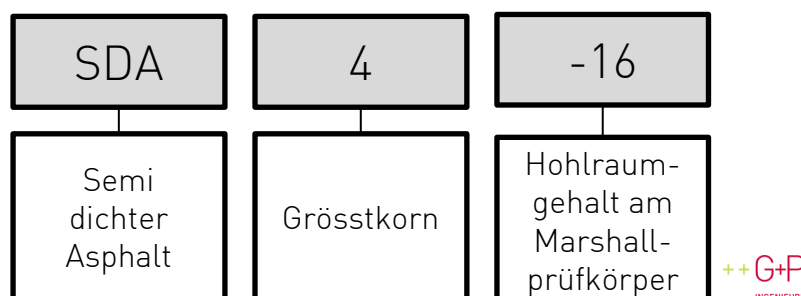 SDA
4
-16
Semi
dichter
Asphalt
Grösstkorn
Hohlraum-
gehalt am
Marshall-
prüfkörper
++G+P